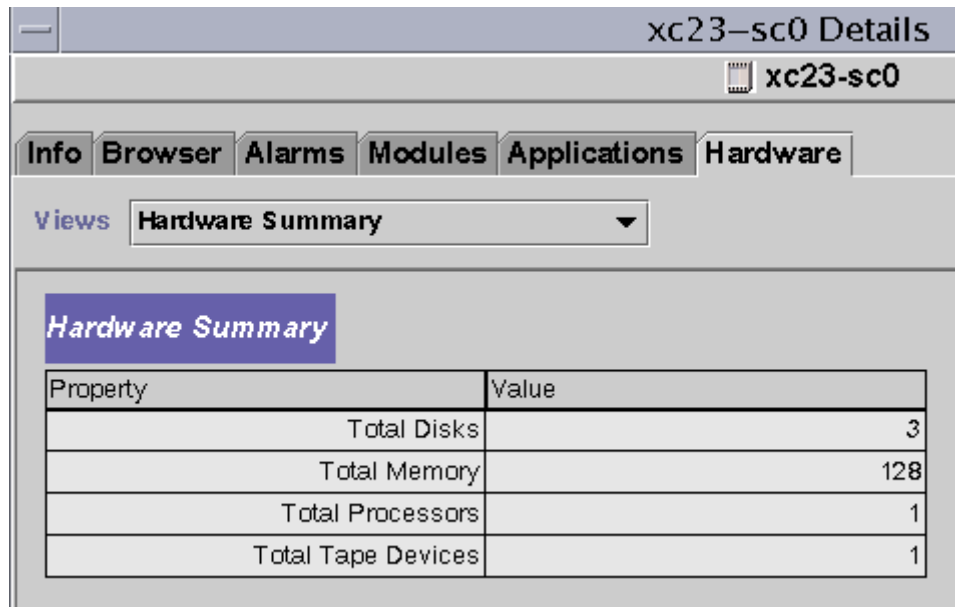 xc23–sc0 Details
xc23-sc0
Info Browser Alarms Modules Applications Hardware
Views Hardware Summary
Hardware Summary
Property Value
Total Disks 3
Total Memory 128
Total Processors 1
Total Tape Devices 1